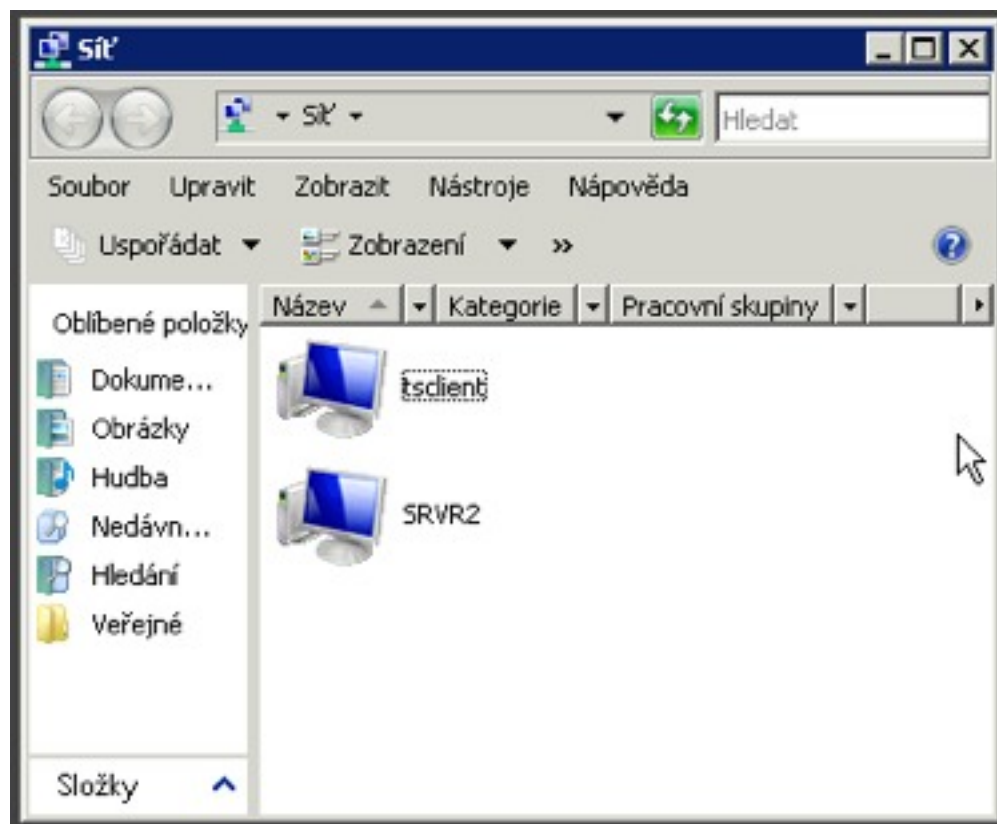 Síť
Síť
Hledat
Soubor Upravit Zobrazit Nástroje Nápověda
Uspořádat Zobrazení »
Název Kategorie Pracovní skupiny
Oblíbené položky
Dokume...
Obrázky
Hudba
Nedávn...
Hledání
Veřejné
Složky
tsclient
SRVR2